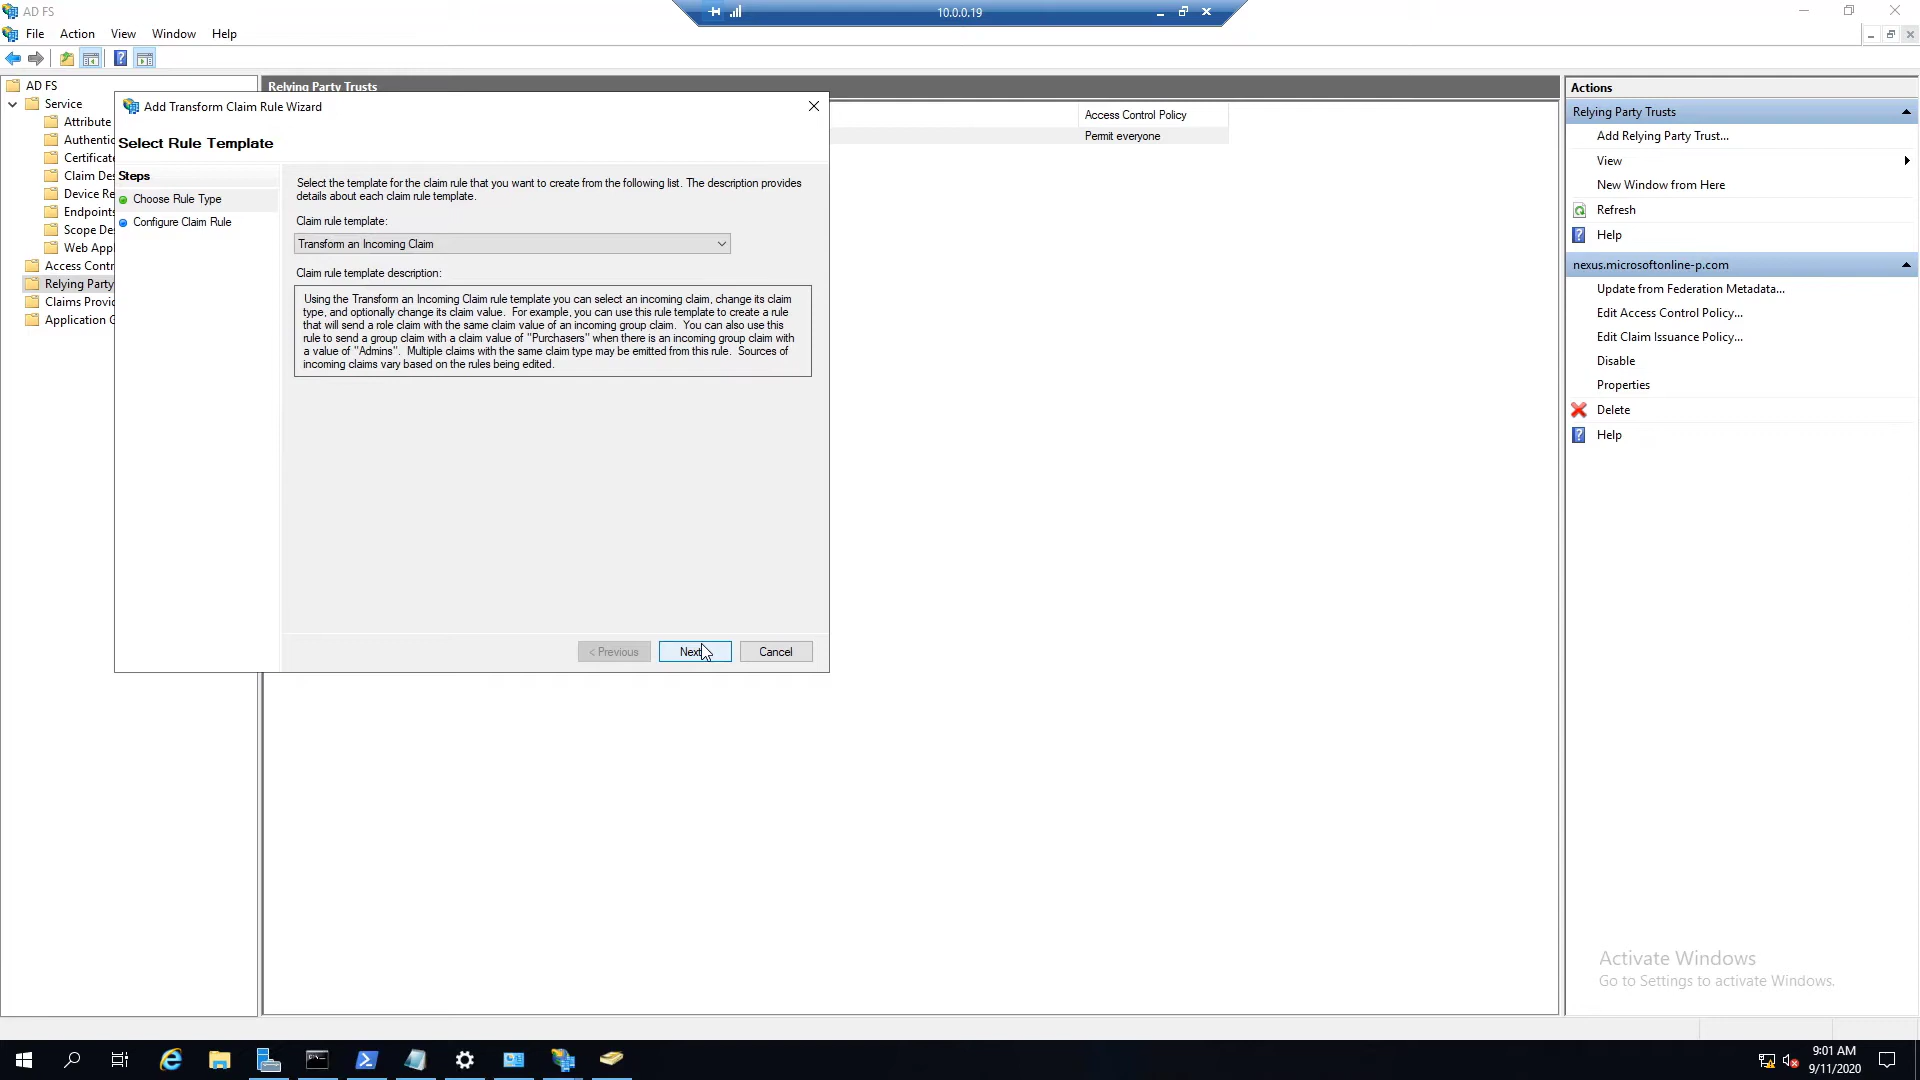 AD FS
10.0.0.19
File Action View Window Help
AD FS
Service
Attribute
Authentic
Certificate
Claim Des
Device Re
Endpoints
Scope De
Web Appl
Access Contr
Relying Party
Claims Provid
Application G
Relying Party Trusts
Access Control Policy
Permit everyone
Add Transform Claim Rule Wizard
Select Rule Template
Steps
Choose Rule Type
Configure Claim Rule
Select the template for the claim rule that you want to create from the following list. The description provides
details about each claim rule template.
Claim rule template:
Transform an Incoming Claim
Claim rule template description:
Using the Transform an Incoming Claim rule template you can select an incoming claim, change its claim
type, and optionally change its claim value. For example, you can use this rule template to create a rule
that will send a role claim with the same claim value of an incoming group claim. You can also use this
rule to send a group claim with a claim value of "Purchasers" when there is an incoming group claim with
a value of "Admins". Multiple claims with the same claim type may be emitted from this rule. Sources of
incoming claims vary based on the rules being edited.
< Previous
Next
Cancel
Actions
Relying Party Trusts
Add Relying Party Trust...
View
New Window from Here
Refresh
Help
nexus.microsoftonline-p.com
Update from Federation Metadata...
Edit Access Control Policy...
Edit Claim Issuance Policy...
Disable
Properties
Delete
Help
Activate Windows
Go to Settings to activate Windows.
9:01 AM
9/11/2020